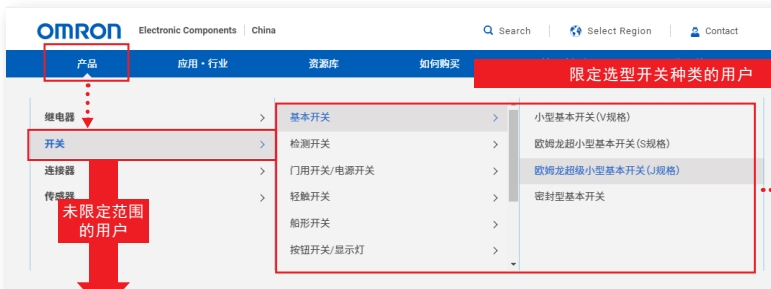 OMRON Electronic Components China
Search Select Region Contact
产品 应用・行业 资源库 如何购买
限定选型开关种类的用户
继电器
开关
连接器
传感器
未限定范围
的用户
基本开关
检测开关
门用开关/电源开关
轻触开关
船形开关
按钮开关/显示灯
小型基本开关(V规格)
欧姆龙超小型基本开关(S规格)
欧姆龙超级小型基本开关(J规格)
密封型基本开关